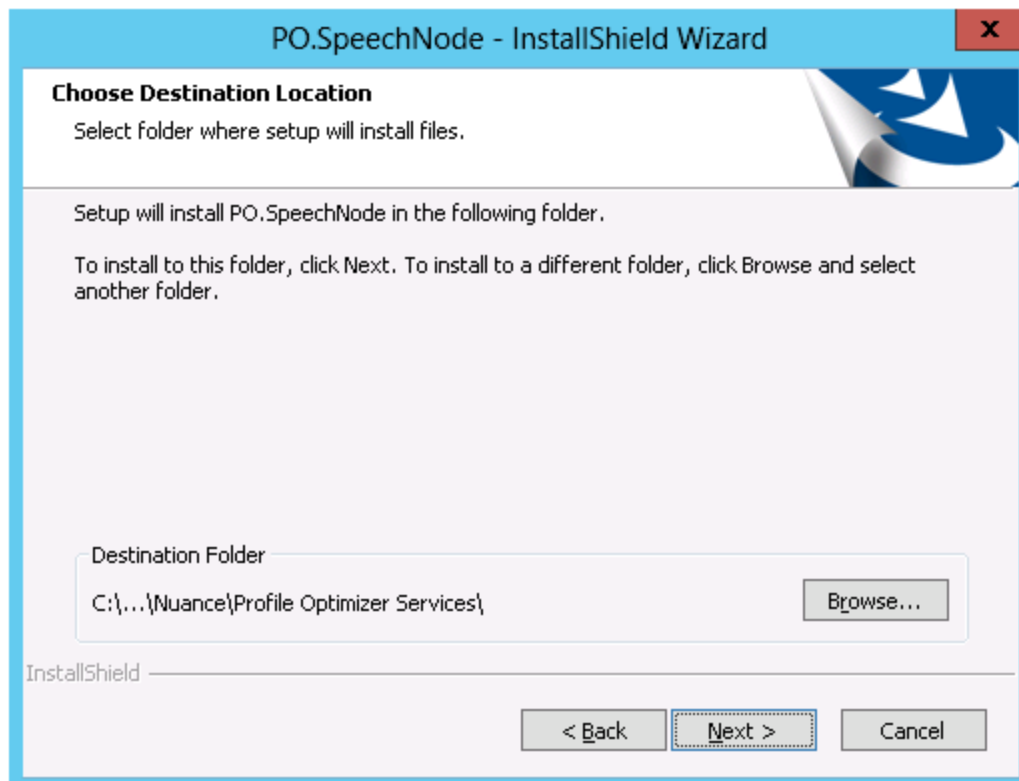 PO.SpeechNode - InstallShield Wizard
x
Choose Destination Location
Select folder where setup will install files.
Setup will install PO.SpeechNode in the following folder.
To install to this folder, click Next. To install to a different folder, click Browse and select
another folder.
Destination Folder
C:\...\Nuance\Profile Optimizer Services\
Browse...
InstallShield
< Back
Next >
Cancel